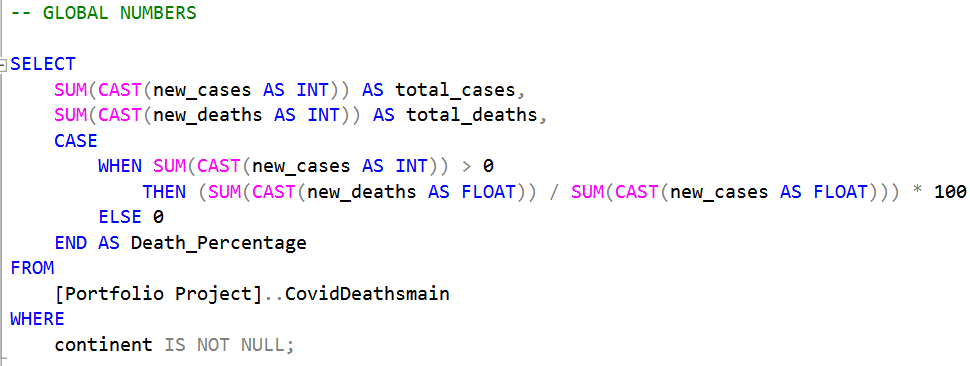 -- GLOBAL NUMBERS
SELECT
SUM(CAST(new_cases AS INT)) AS total_cases,
SUM(CAST(new_deaths AS INT)) AS total_deaths,
CASE
WHEN SUM(CAST(new_cases AS INT)) > 0
THEN (SUM(CAST(new_deaths AS FLOAT)) / SUM(CAST(new_cases AS FLOAT))) * 100
ELSE 0
END AS Death_Percentage
FROM
[Portfolio Project]..CovidDeathsmain
WHERE
continent IS NOT NULL;